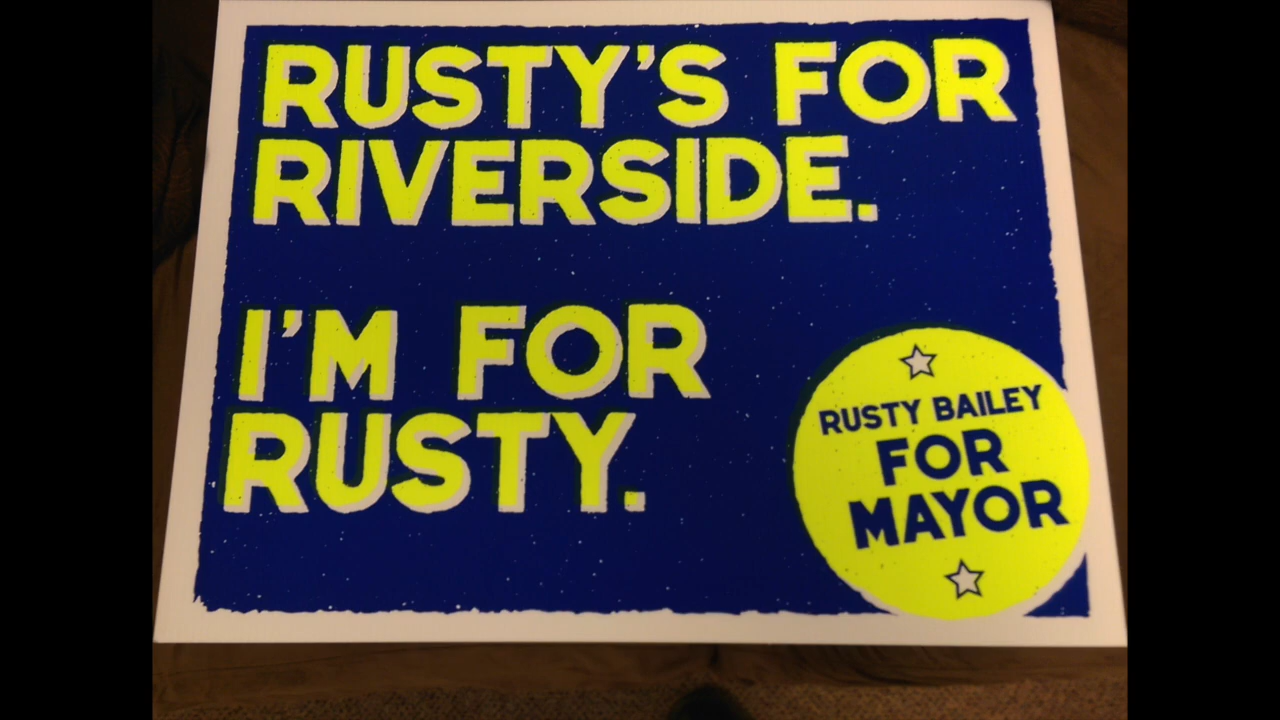 RUSTY'S FOR
RIVERSIDE.
I'M FOR
RUSTY.
RUSTY BAILEY
FOR
MAYOR